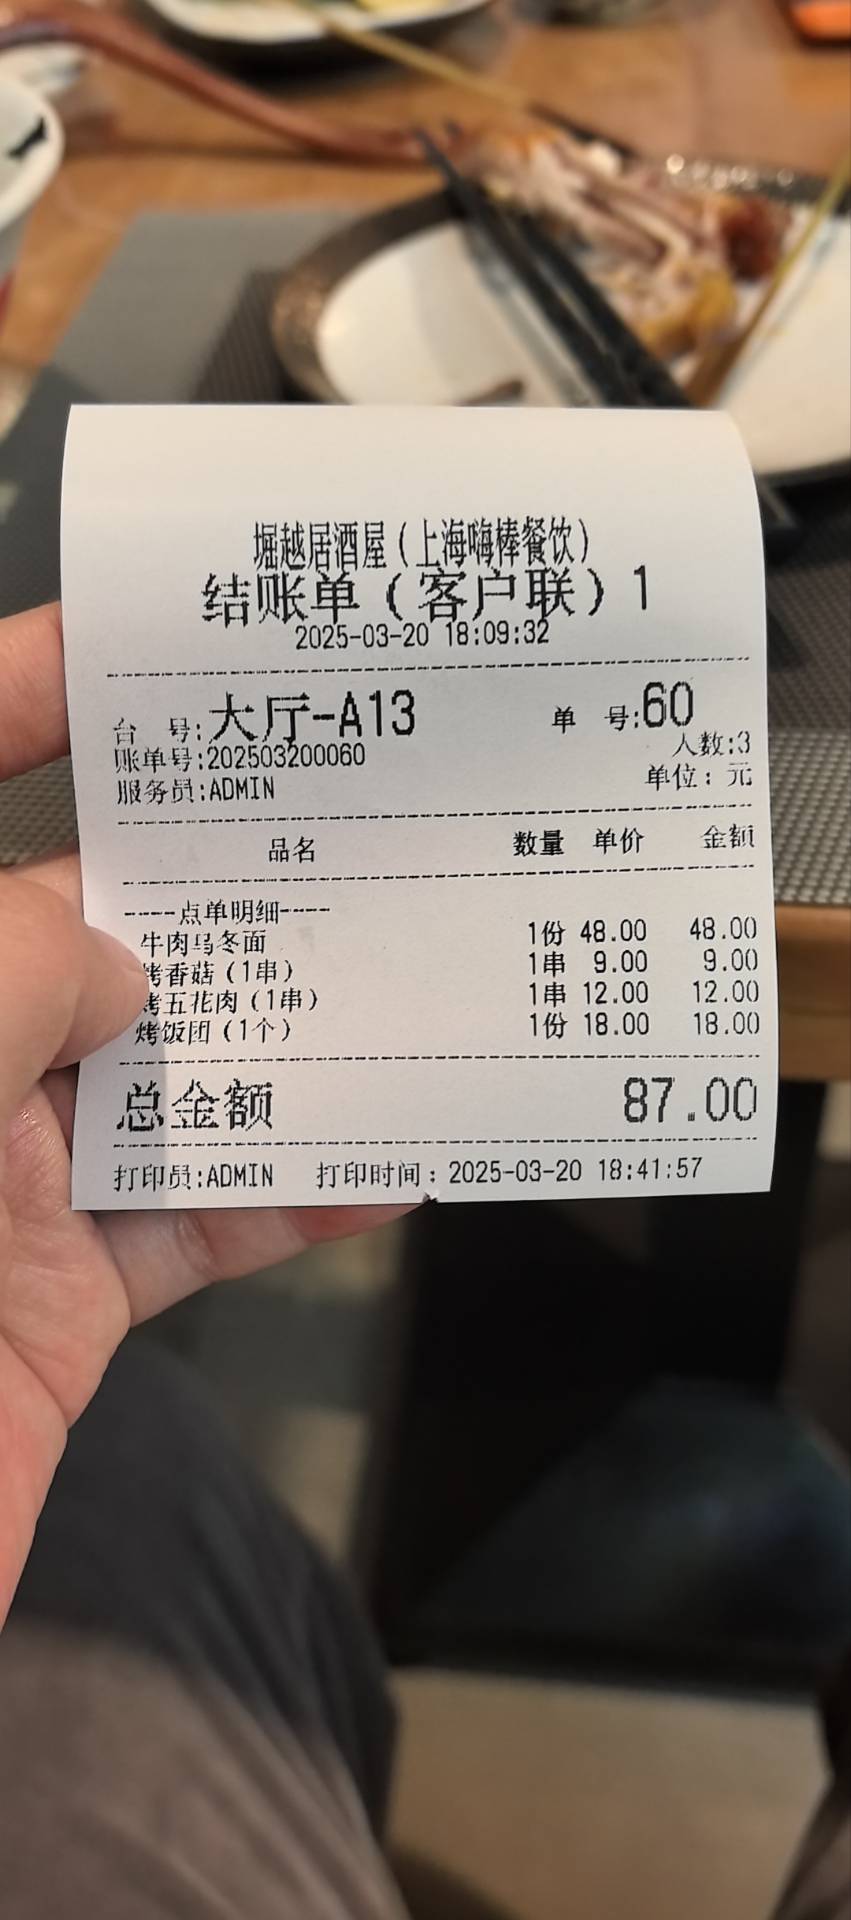 堀越居酒屋（上海嗨棒餐饮）
结账单（客户联）1
2025-03-20 18:09:32
台 号:大厅-A13 单 号:60
账单号:202503200060 人数:3
服务员:ADMIN 单位：元
品名 数量 单价 金额
----点单明细----
牛肉乌冬面 1份 48.00 48.00
烤香菇（1串） 1串 9.00 9.00
烤五花肉（1串） 1串 12.00 12.00
烤饭团（1个） 1份 18.00 18.00
总金额 87.00
打印员:ADMIN 打印时间：2025-03-20 18:41:57